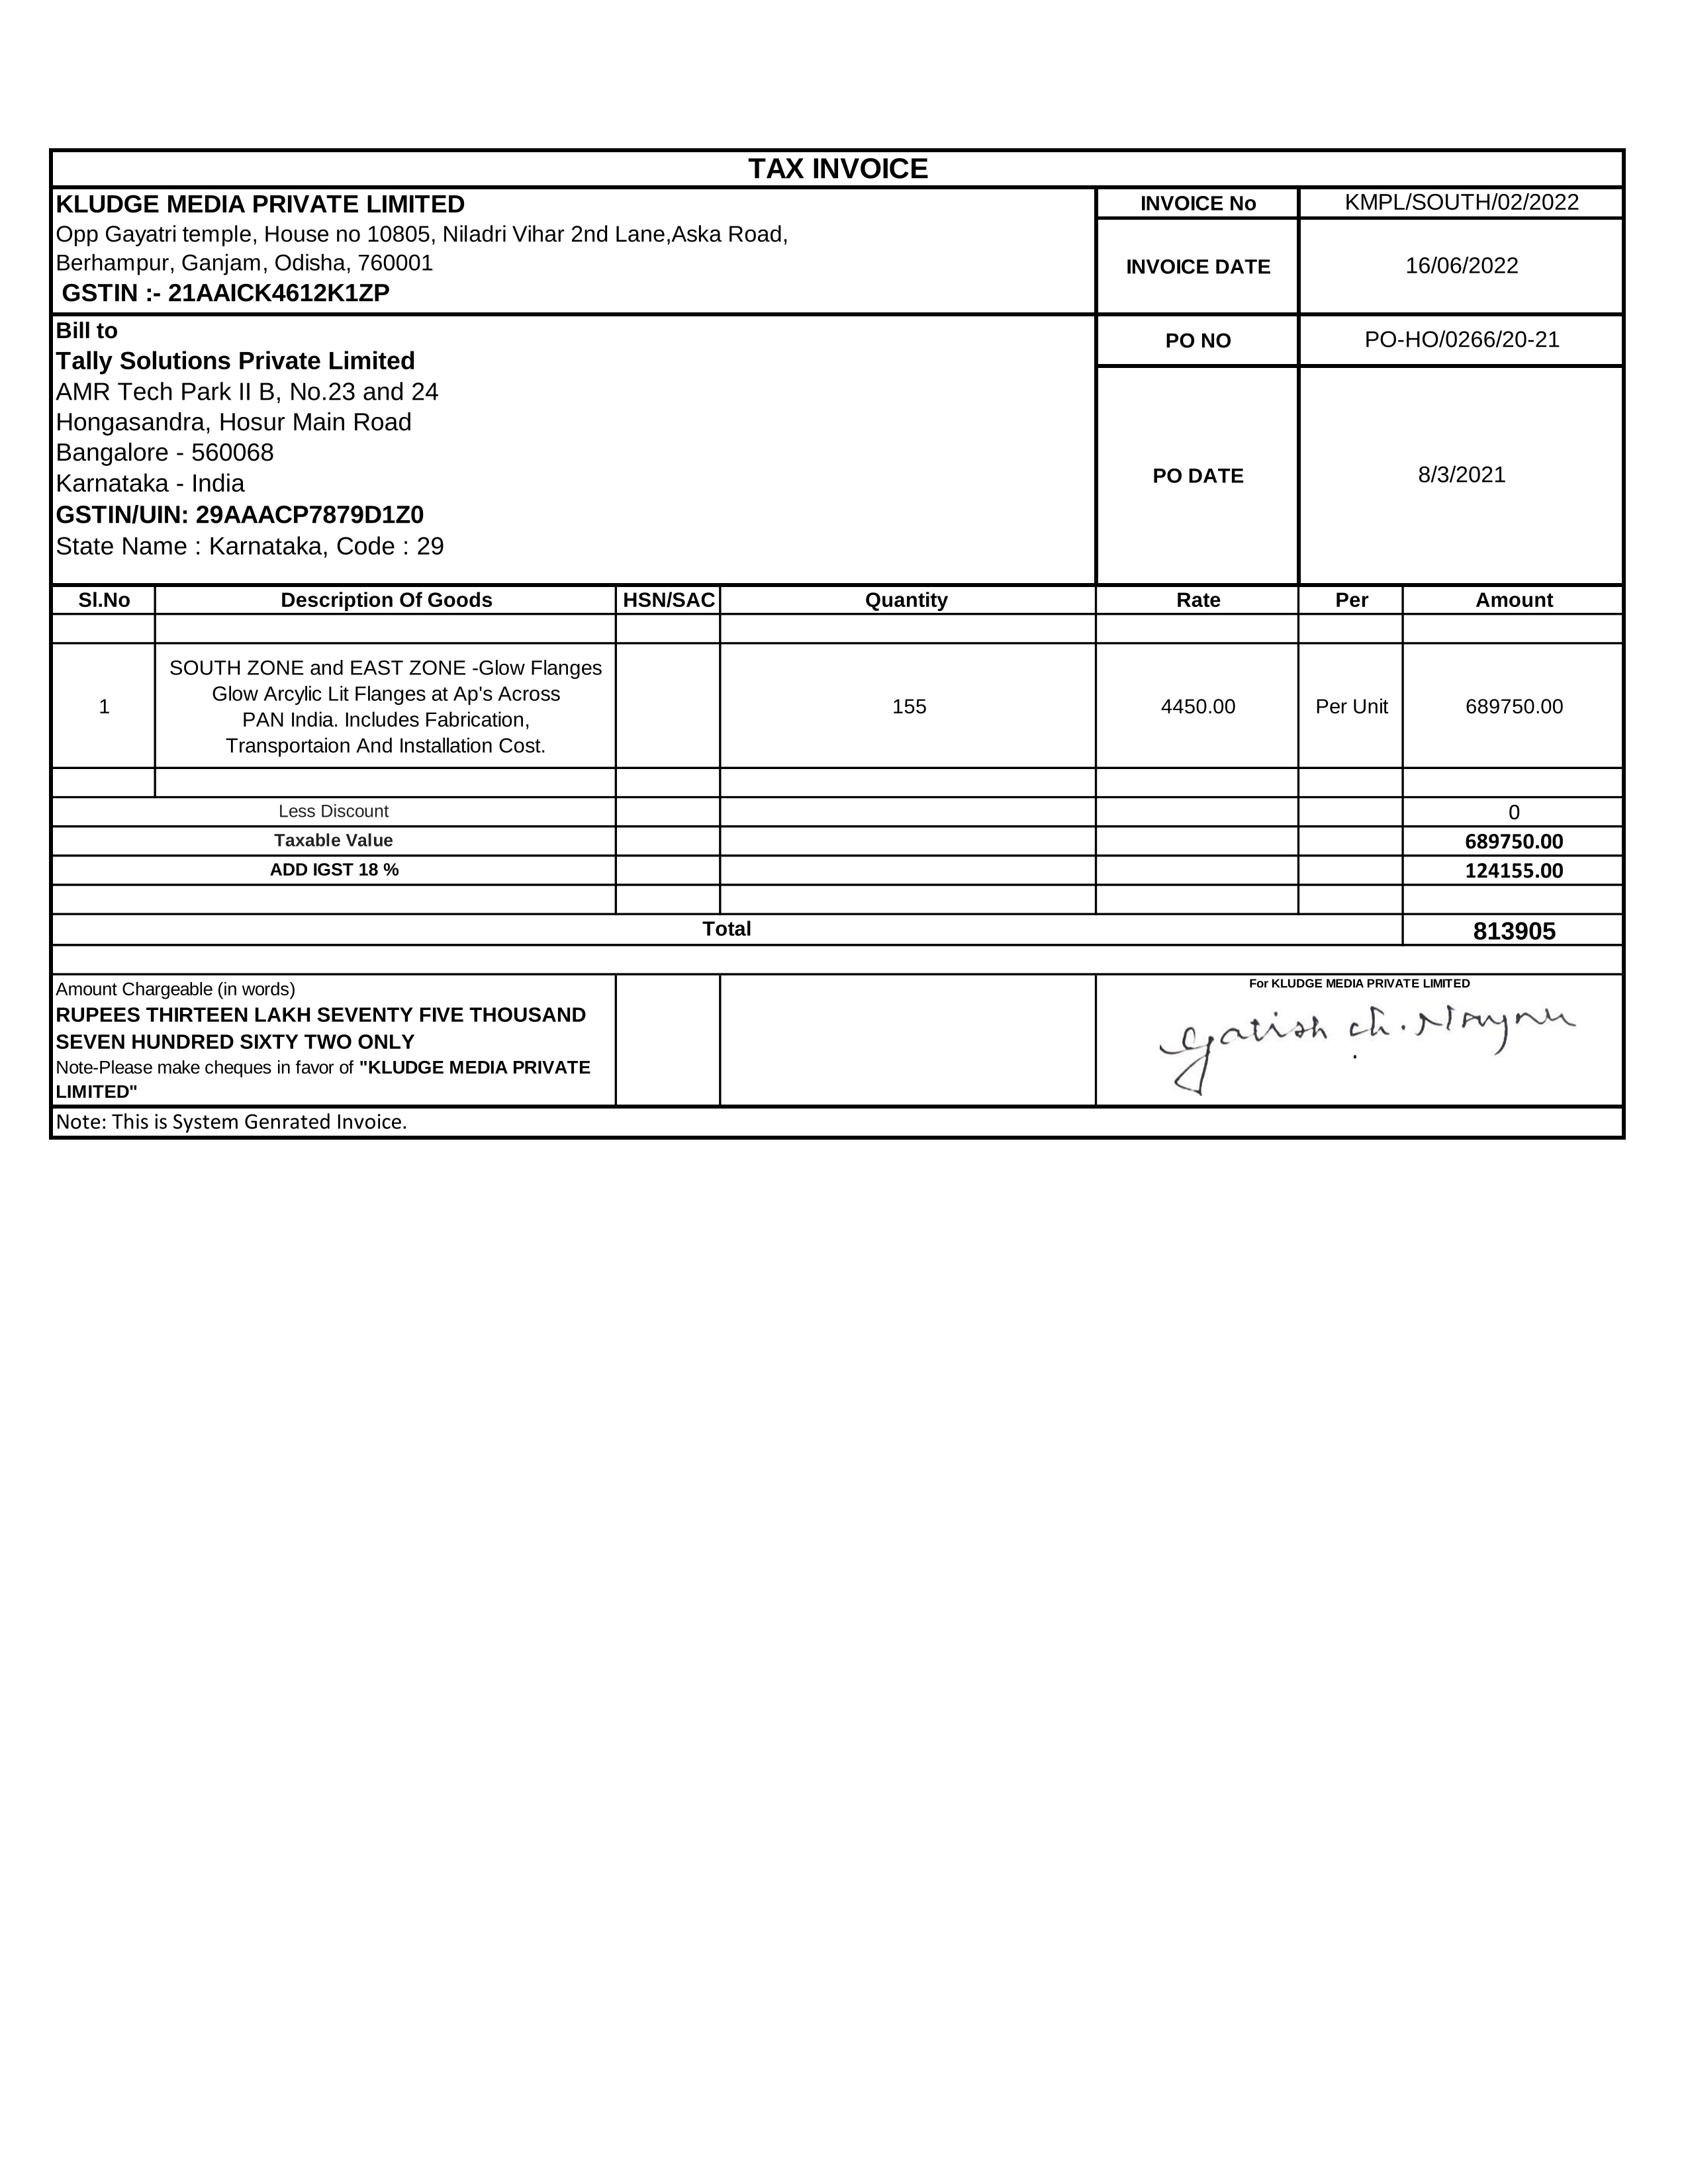 TAX INVOICE
KLUDGE MEDIA PRIVATE LIMITED
Opp Gayatri temple, House no 10805, Niladri Vihar 2nd Lane,Aska Road,
Berhampur, Ganjam, Odisha, 760001
GSTIN :- 21AAICK4612K1ZP
INVOICE No KMPL/SOUTH/02/2022
INVOICE DATE 16/06/2022
Bill to
Tally Solutions Private Limited
AMR Tech Park II B, No.23 and 24
Hongasandra, Hosur Main Road
Bangalore - 560068
Karnataka - India
GSTIN/UIN: 29AAACP7879D1Z0
State Name : Karnataka, Code : 29
PO NO PO-HO/0266/20-21
PO DATE 8/3/2021
Sl.No Description Of Goods HSN/SAC Quantity Rate Per Amount
1 SOUTH ZONE and EAST ZONE -Glow Flanges
Glow Arcylic Lit Flanges at Ap's Across
PAN India. Includes Fabrication,
Transportaion And Installation Cost.
155 4450.00 Per Unit 689750.00
Less Discount 0
Taxable Value 689750.00
ADD IGST 18 % 124155.00
Total 813905
Amount Chargeable (in words)
RUPEES THIRTEEN LAKH SEVENTY FIVE THOUSAND
SEVEN HUNDRED SIXTY TWO ONLY
Note-Please make cheques in favor of "KLUDGE MEDIA PRIVATE
LIMITED"
For KLUDGE MEDIA PRIVATE LIMITED
Note: This is System Genrated Invoice.